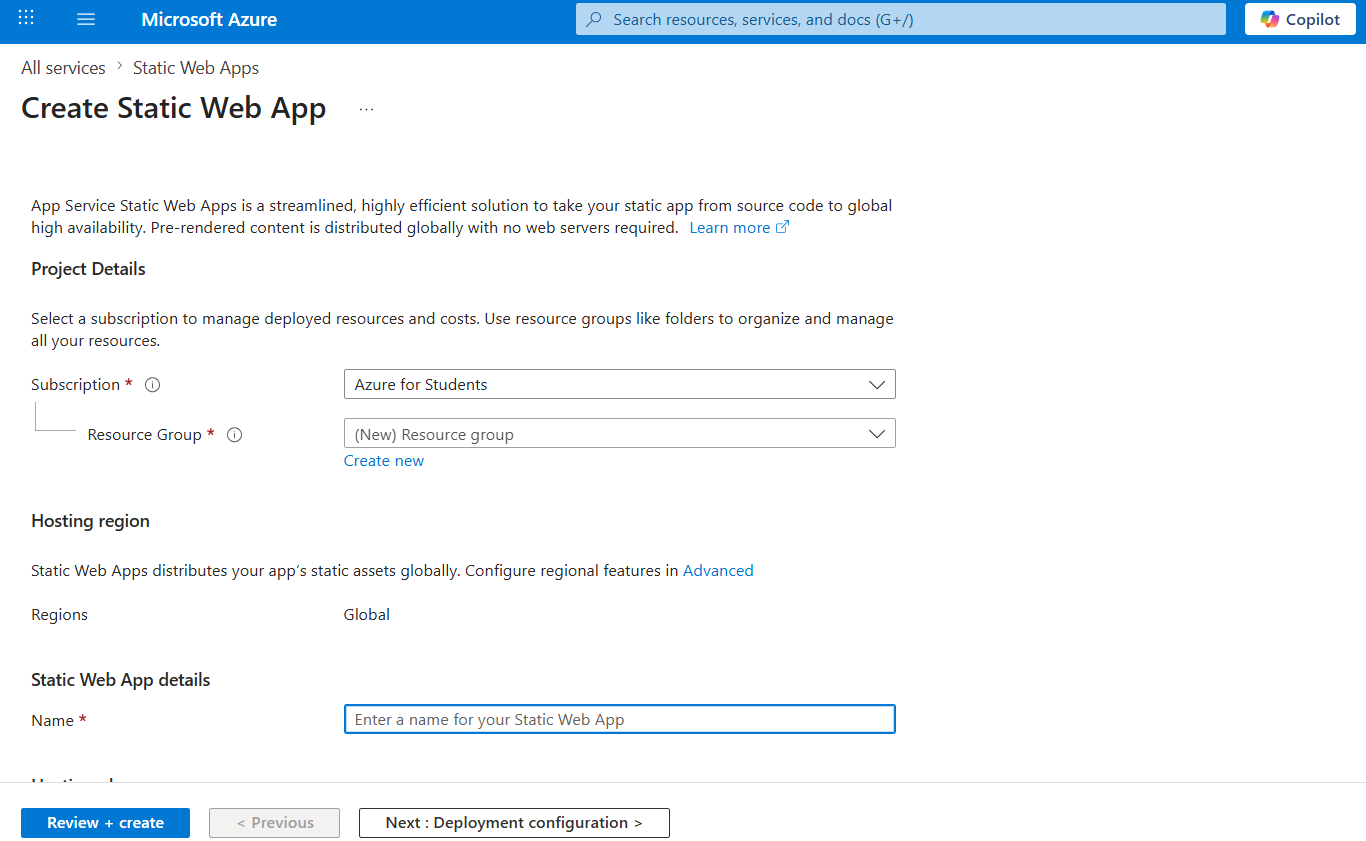 Microsoft Azure
Search resources, services, and docs (G+/)
Copilot
All services > Static Web Apps
Create Static Web App ...
App Service Static Web Apps is a streamlined, highly efficient solution to take your static app from source code to global
high availability. Pre-rendered content is distributed globally with no web servers required. Learn more
Project Details
Select a subscription to manage deployed resources and costs. Use resource groups like folders to organize and manage
all your resources.
Subscription *
Azure for Students
Resource Group *
(New) Resource group
Create new
Hosting region
Static Web Apps distributes your app's static assets globally. Configure regional features in Advanced
Regions
Global
Static Web App details
Name *
Enter a name for your Static Web App
Review + create
< Previous
Next : Deployment configuration >